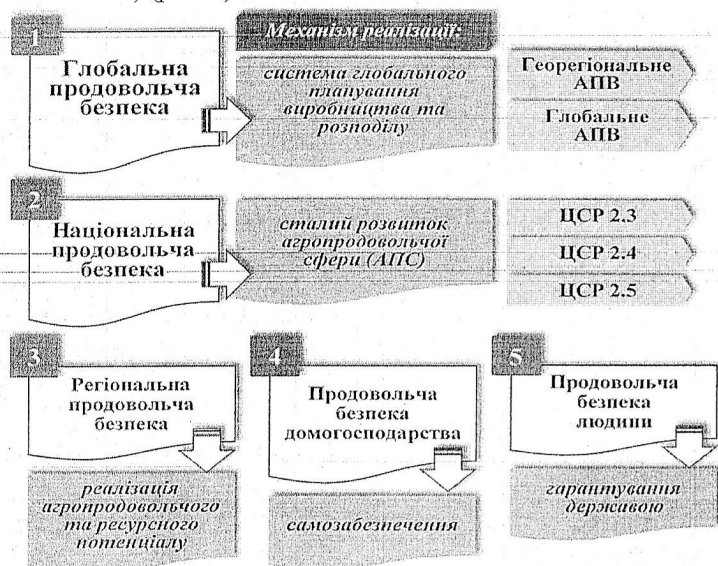 1
Механізм реалізації:
Глобальна
продовольча
безпека
система глобального
планування
виробництва та
розподілу
Георегіональне
АПВ
Глобальне
АПВ
2
Національна
продовольча
безпека
сталий розвиток
агропродовольчої
сфери (АПС)
ЦСР 2.3
ЦСР 2.4
ЦСР 2.5
3
Регіональна
продовольча
безпека
реалізація
агропродовольчого
та ресурсного
потенціалу
4
Продовольча
безпека
домогосподарства
самозабезпечення
5
Продовольча
безпека
людини
гарантування
державою